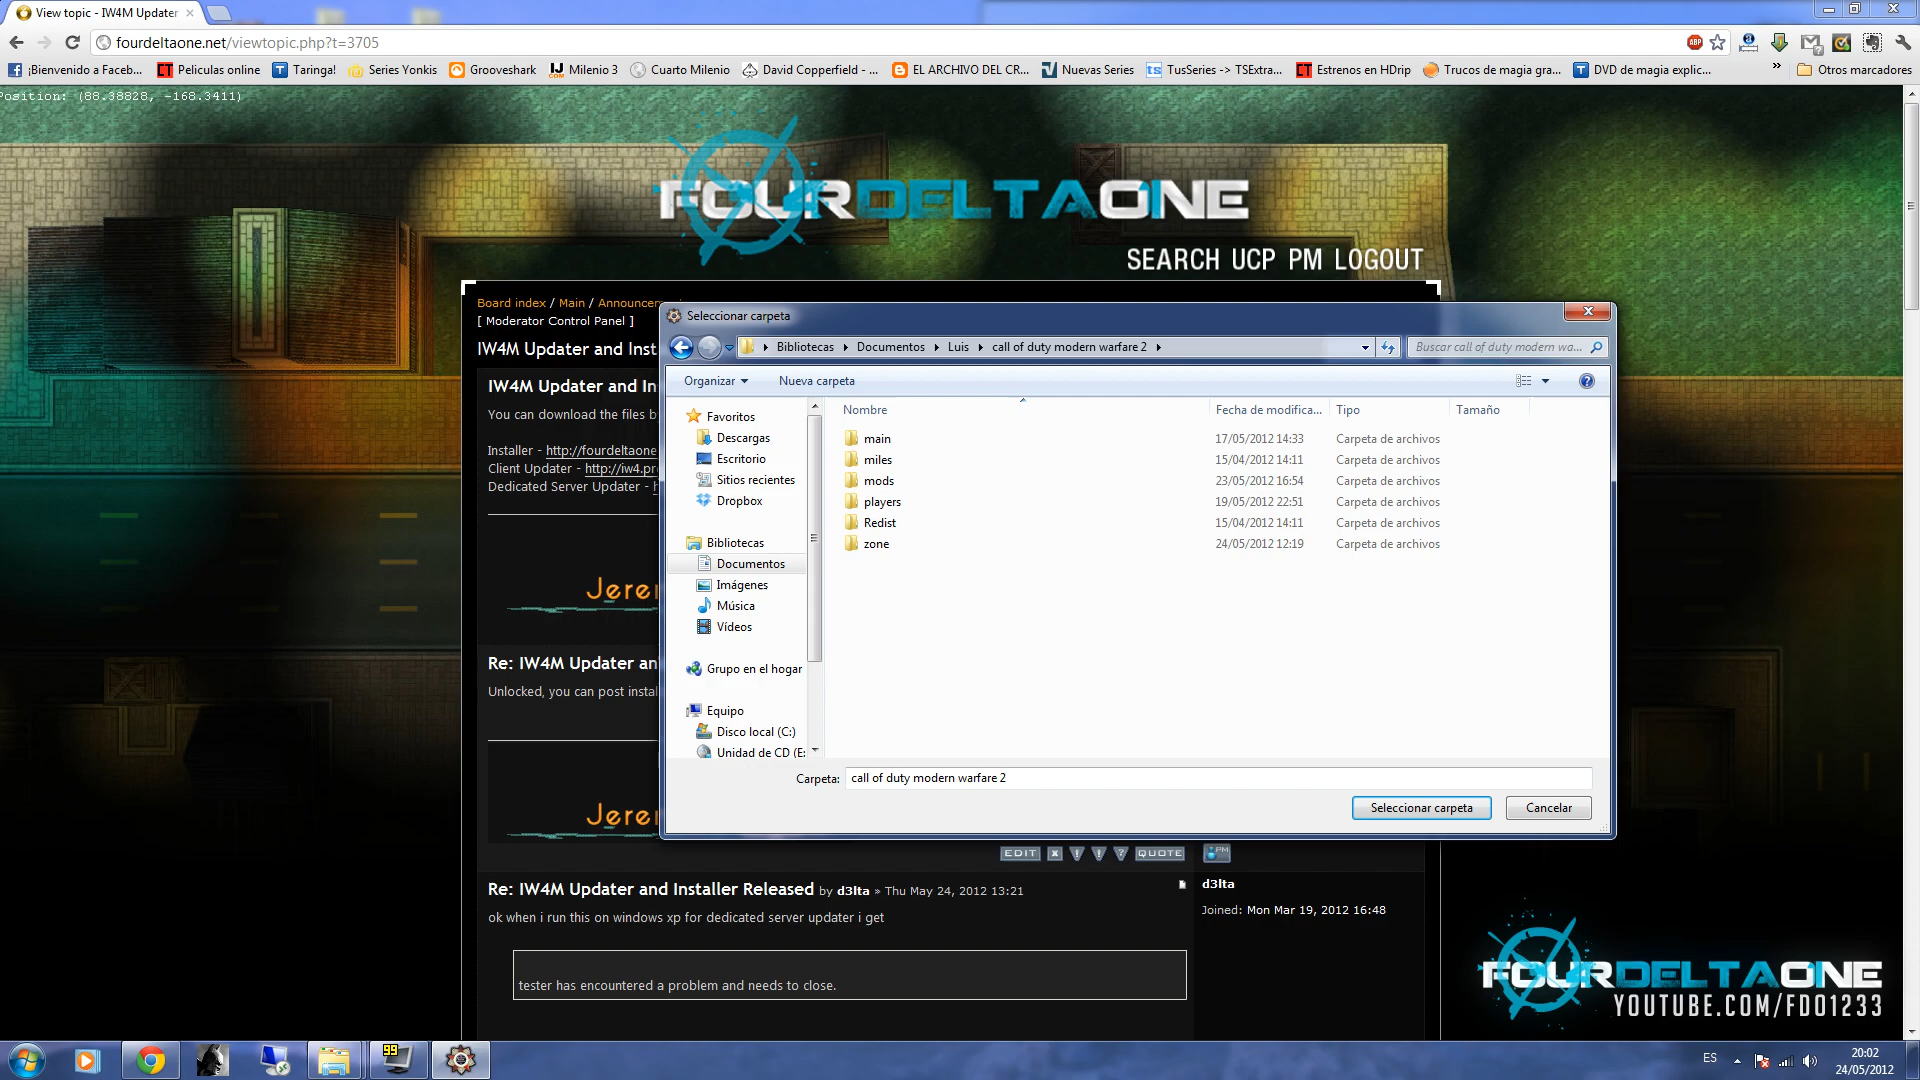 View topic - IW4M Updater
fourdeltaone.net/viewtopic.php?t=3705
ABP
¡Bienvenido a Faceb...
Peliculas online
Taringa!
Series Yonkis
Grooveshark
Milenio 3
Cuarto Milenio
David Copperfield - ...
EL ARCHIVO DEL CR...
Nuevas Series
TusSeries -> TSExtra...
Estrenos en HDrip
Trucos de magia gra...
DVD de magia explic...
»
Otros marcadores
Position: (88.38828, -168.3411)
FOURDELTAONE
SEARCH UCP PM LOGOUT
Board index / Main / Announcem
[ Moderator Control Panel ]
IW4M Updater and Inst
IW4M Updater and In
You can download the files b
Installer - http://fourdeltaone
Client Updater - http://iw4.pr
Dedicated Server Updater - h
Jere
Re: IW4M Updater an
Unlocked, you can post instal
Jere
Seleccionar carpeta
Bibliotecas
Documentos
Luis
call of duty modern warfare 2
Buscar call of duty modern wa...
Organizar
Nueva carpeta
Favoritos
Descargas
Escritorio
Sitios recientes
Dropbox
Bibliotecas
Documentos
Imágenes
Música
Vídeos
Grupo en el hogar
Equipo
Disco local (C:)
Unidad de CD (E:
Nombre Fecha de modifica... Tipo Tamaño
main 17/05/2012 14:33 Carpeta de archivos
miles 15/04/2012 14:11 Carpeta de archivos
mods 23/05/2012 16:54 Carpeta de archivos
players 19/05/2012 22:51 Carpeta de archivos
Redist 15/04/2012 14:11 Carpeta de archivos
zone 24/05/2012 12:19 Carpeta de archivos
Carpeta: call of duty modern warfare 2
Seleccionar carpeta
Cancelar
EDIT X ! ! ? QUOTE
PM
Re: IW4M Updater and Installer Released by d3lta » Thu May 24, 2012 13:21
ok when i run this on windows xp for dedicated server updater i get
tester has encountered a problem and needs to close.
d3lta
Joined: Mon Mar 19, 2012 16:48
FOURDELTAONE
YOUTUBE.COM/FDO1233
99
ES
20:02
24/05/2012